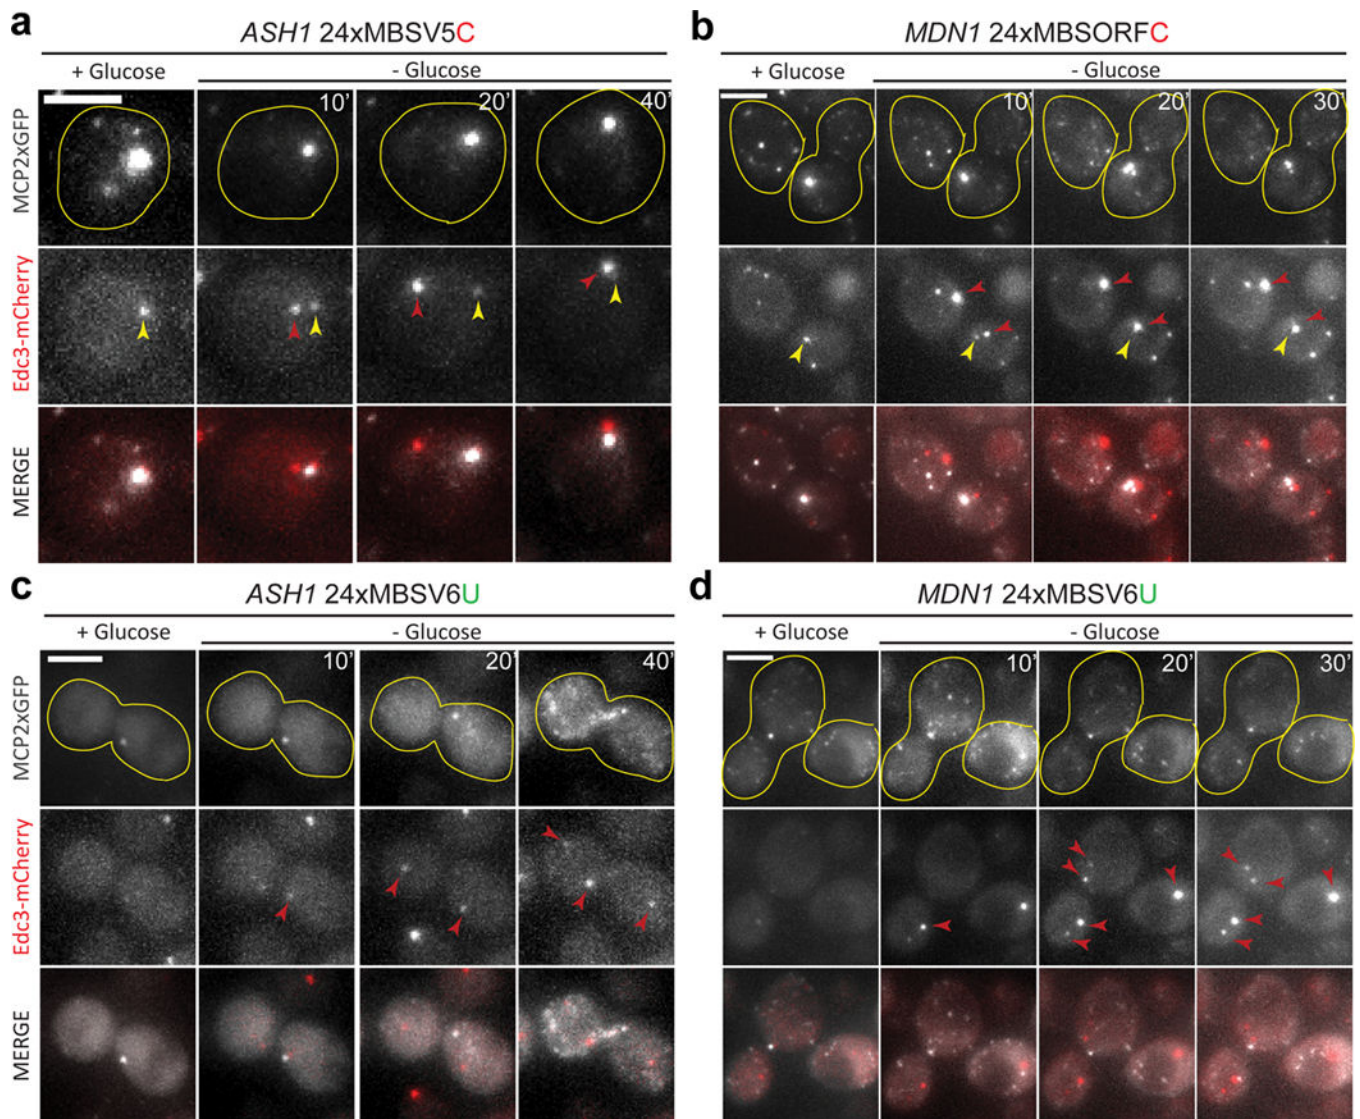 a
ASH1 24xMBSV5C
+ Glucose
- Glucose
10'
20'
40'
MCP2xGFP
Edc3-mCherry
MERGE
b
MDN1 24xMBSORFC
+ Glucose
- Glucose
10'
20'
30'
c
ASH1 24xMBSV6U
+ Glucose
- Glucose
10'
20'
40'
MCP2xGFP
Edc3-mCherry
MERGE
d
MDN1 24xMBSV6U
+ Glucose
- Glucose
10'
20'
30'